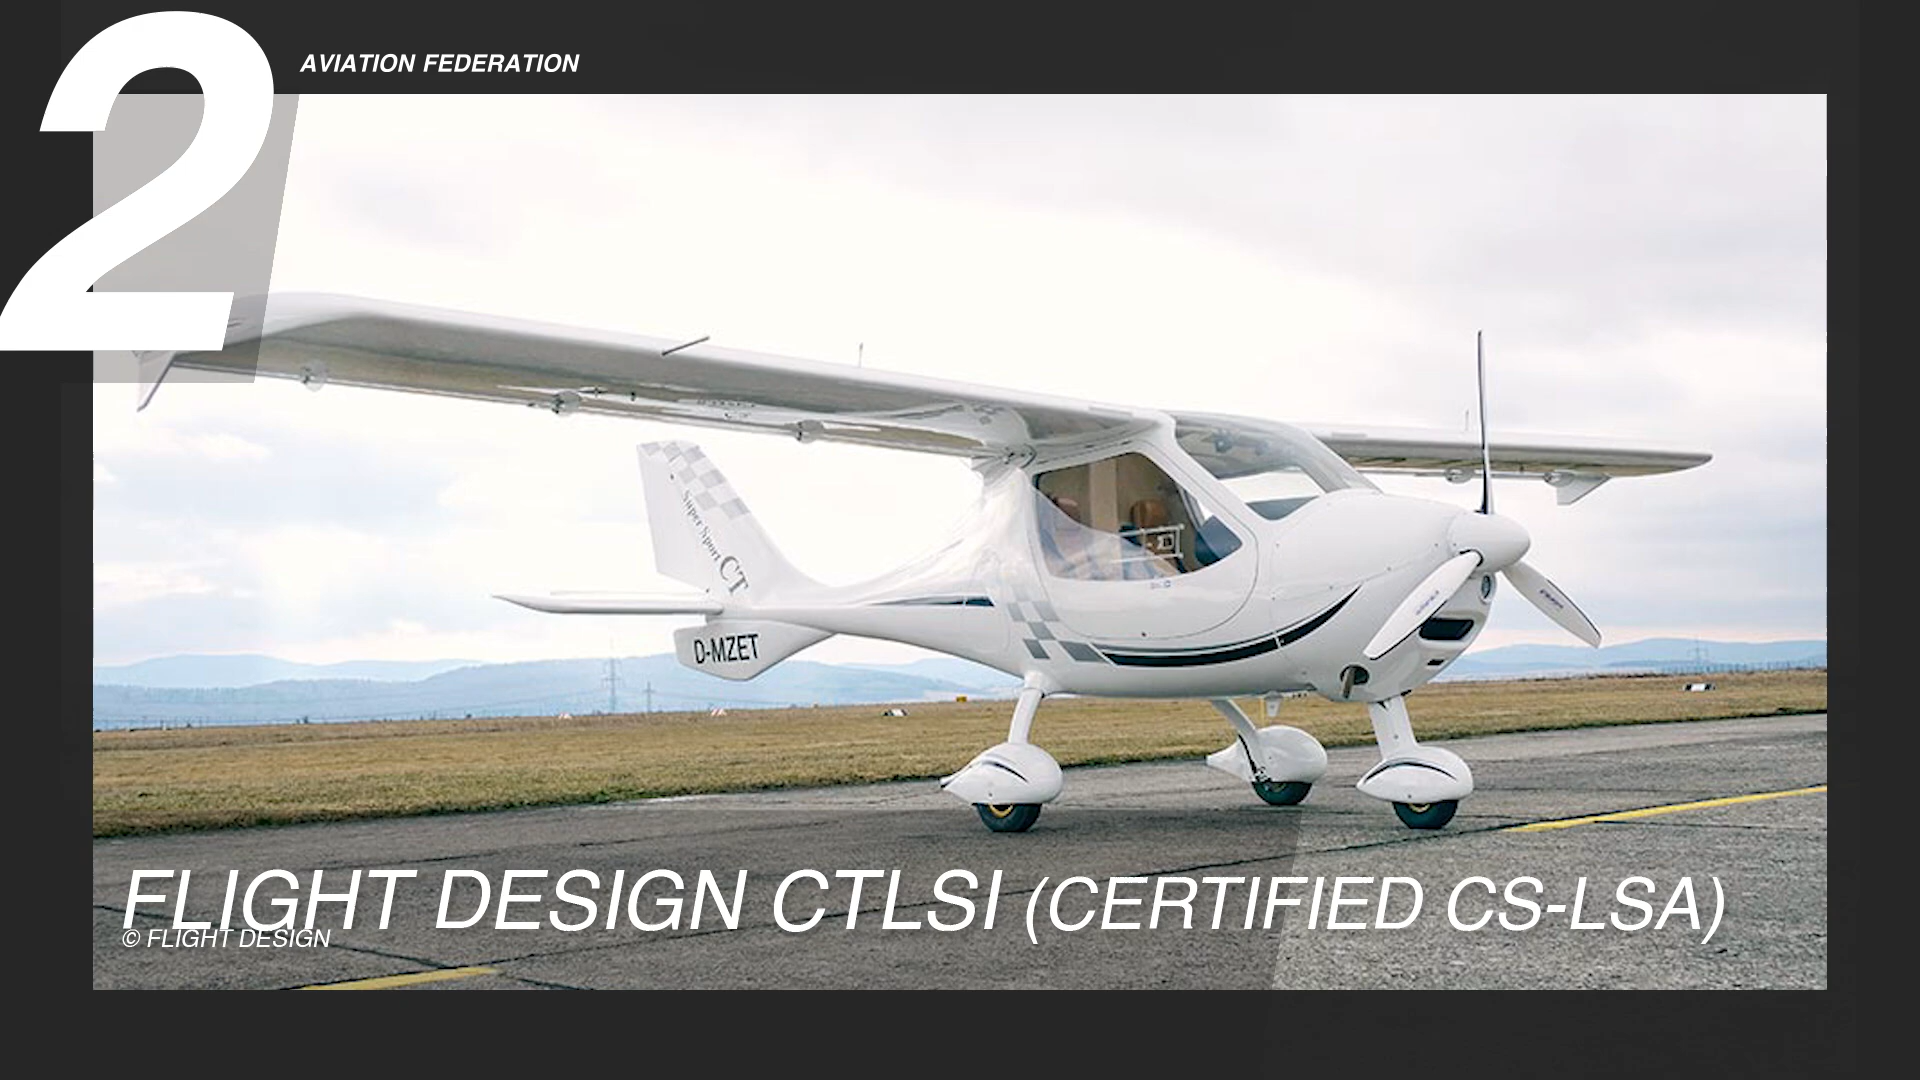 2
AVIATION FEDERATION
Super Sport CT
D-MZET
FLIGHT DESIGN CTLSI (CERTIFIED CS-LSA)
© FLIGHT DESIGN